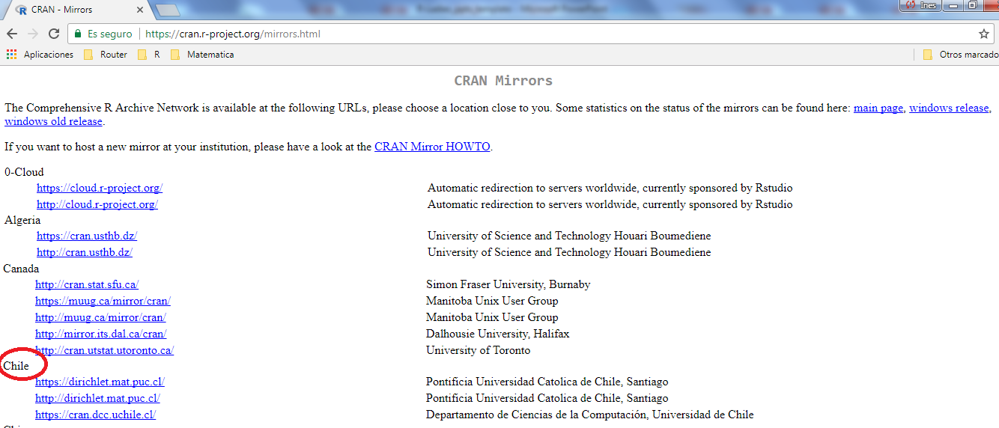 CRAN - Mirrors
Ines
Es seguro https://cran.r-project.org/mirrors.html
Aplicaciones Router R Matematica Otros marcado
CRAN Mirrors
The Comprehensive R Archive Network is available at the following URLs, please choose a location close to you. Some statistics on the status of the mirrors can be found here: main page, windows release,
windows old release.
If you want to host a new mirror at your institution, please have a look at the CRAN Mirror HOWTO.
0-Cloud
https://cloud.r-project.org/ Automatic redirection to servers worldwide, currently sponsored by Rstudio
http://cloud.r-project.org/ Automatic redirection to servers worldwide, currently sponsored by Rstudio
Algeria
https://cran.usthb.dz/ University of Science and Technology Houari Boumediene
http://cran.usthb.dz/ University of Science and Technology Houari Boumediene
Canada
http://cran.stat.sfu.ca/ Simon Fraser University, Burnaby
https://muug.ca/mirror/cran/ Manitoba Unix User Group
http://muug.ca/mirror/cran/ Manitoba Unix User Group
http://mirror.its.dal.ca/cran/ Dalhousie University, Halifax
http://cran.utstat.utoronto.ca/ University of Toronto
Chile
https://dirichlet.mat.puc.cl/ Pontificia Universidad Catolica de Chile, Santiago
http://dirichlet.mat.puc.cl/ Pontificia Universidad Catolica de Chile, Santiago
https://cran.dcc.uchile.cl/ Departamento de Ciencias de la Computación, Universidad de Chile